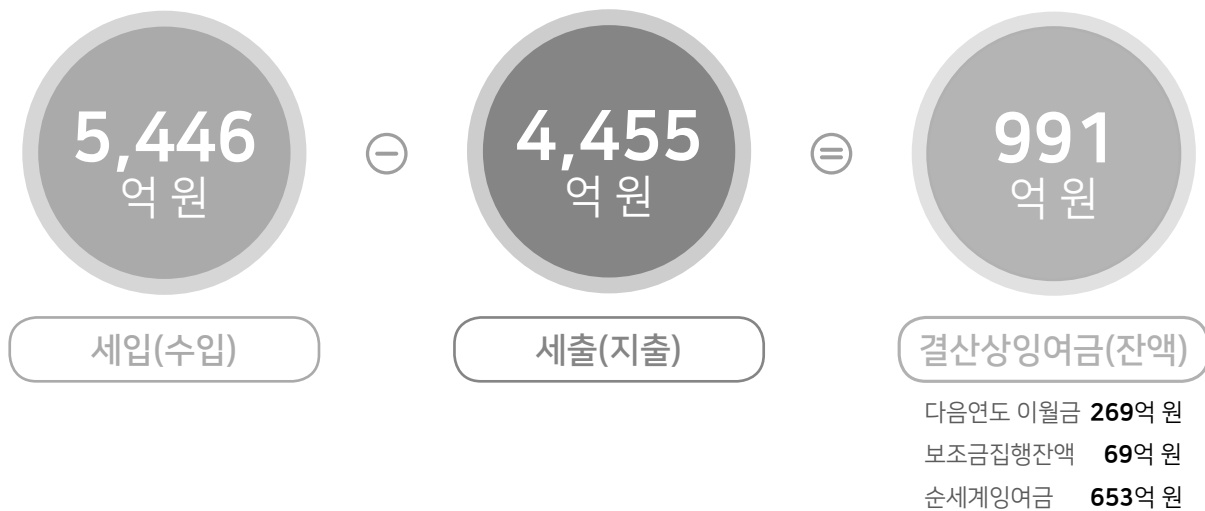 5,446
억 원
⊖
4,455
억 원
⊜
991
억 원
세입(수입)
세출(지출)
결산상잉여금(잔액)
다음연도 이월금 269억 원
보조금집행잔액 69억 원
순세계잉여금 653억 원